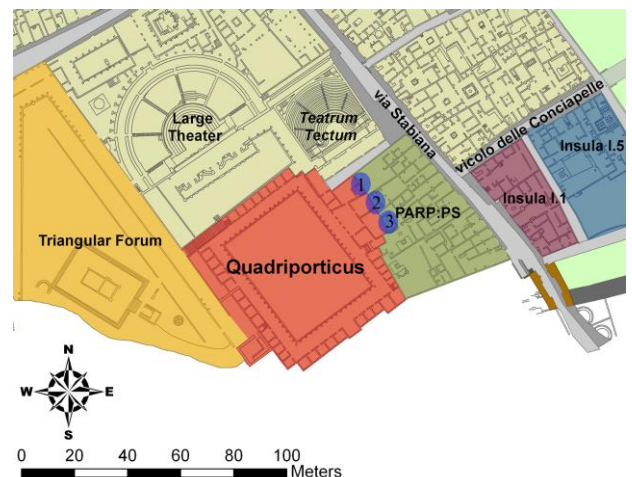 Large
Theater
Teatrum
Tectum
via Stabiana
vicolo delle Conciapelle
Insula I.5
Insula I.1
1
2
3
PARP:PS
Triangular Forum
Quadriporticus
N
W
E
S
0 20 40 60 80 100
Meters